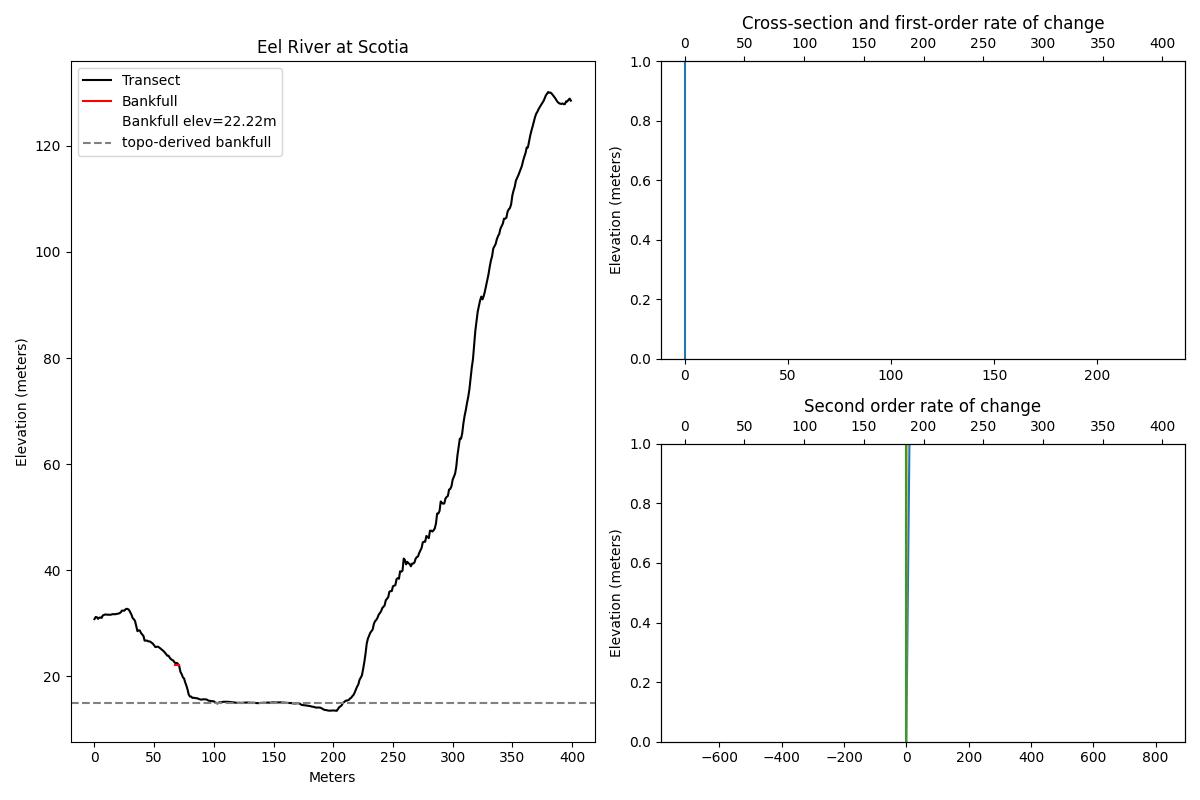 Eel River at Scotia
Transect
Bankfull
Bankfull elev=22.22m
topo-derived bankfull
Elevation (meters)
120
100
80
60
40
20
0 50 100 150 200 250 300 350 400
Meters
Cross-section and first-order rate of change
0 50 100 150 200 250 300 350 400
Elevation (meters)
1.0
0.8
0.6
0.4
0.2
0.0
0 50 100 150 200
Second order rate of change
0 50 100 150 200 250 300 350 400
Elevation (meters)
1.0
0.8
0.6
0.4
0.2
0.0
−600 −400 −200 0 200 400 600 800